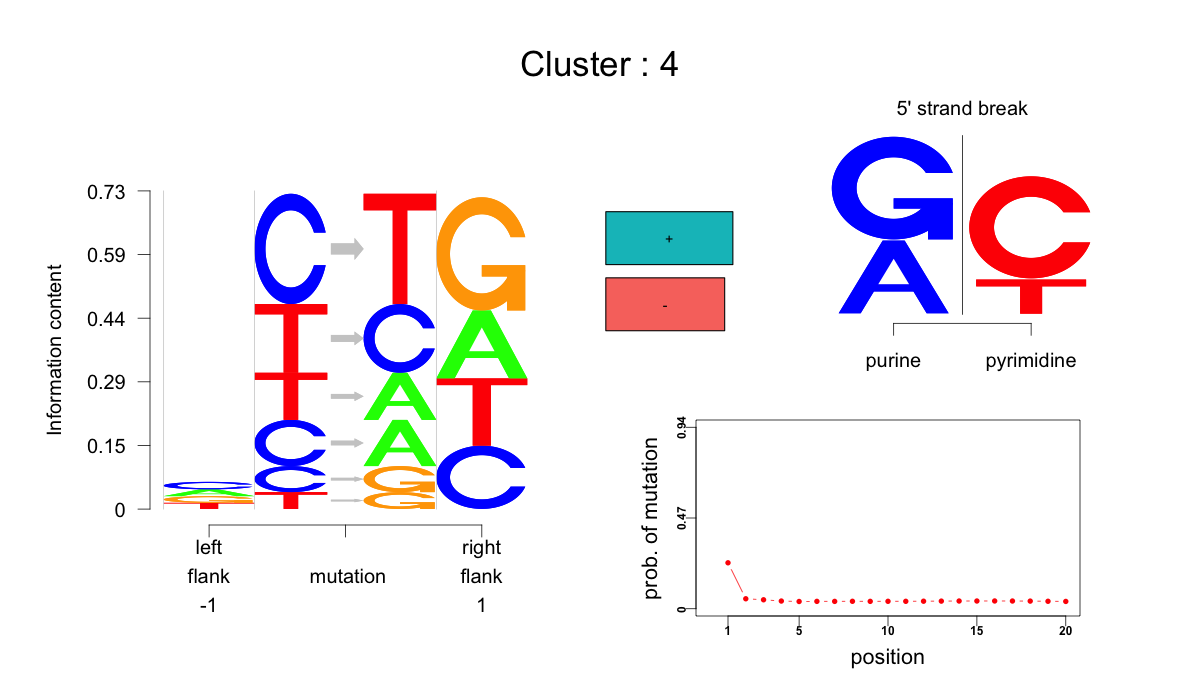 Cluster : 4
5' strand break
G
A
C
T
purine pyrimidine
Information content
0.73
0.59
0.44
0.29
0.15
0
C
A
G
T
C T
T C
T A
C A
C G
T G
G
A
T
C
left
flank
-1
mutation
right
flank
1
+
-
prob. of mutation
0.94
0.47
0
1 5 10 15 20
position